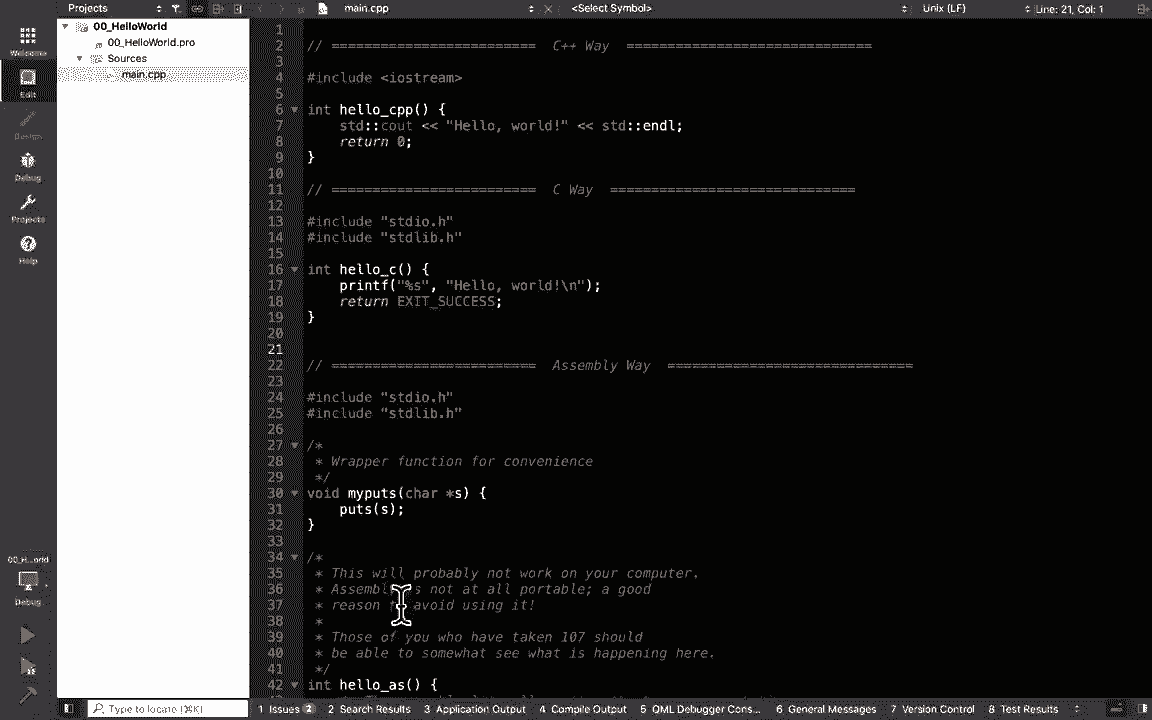 Projects
main.cpp
<Select Symbol>
Unix (LF)
Line: 21, Col: 1
Welcome
Edit
Design
Debug
Projects
Help
00_HelloWorld
00_HelloWorld.pro
Sources
main.cpp
1
2 // ========================= C++ Way ==============================
3
4 #include <iostream>
5
6 int hello_cpp() {
7 std::cout << "Hello, world!" << std::endl;
8 return 0;
9 }
10
11 // ========================= C Way ==============================
12
13 #include "stdio.h"
14 #include "stdlib.h"
15
16 int hello_c() {
17 printf("%s", "Hello, world!\n");
18 return EXIT_SUCCESS;
19 }
20
21
22 // ========================= Assembly Way ==============================
23
24 #include "stdio.h"
25 #include "stdlib.h"
26
27 /*
28 * Wrapper function for convenience
29 */
30 void myputs(char *s) {
31 puts(s);
32 }
33
34 /*
35 * This will probably not work on your computer.
36 * Assembly is not at all portable; a good
37 * reason to avoid using it!
38 *
39 * Those of you who have taken 107 should
40 * be able to somewhat see what is happening here.
41 */
42 int hello_as() {
00_H...orld
Debug
Type to locate (⌘K)
1 Issues 2
2 Search Results
3 Application Output
4 Compile Output
5 QML Debugger Cons...
6 General Messages
7 Version Control
8 Test Results